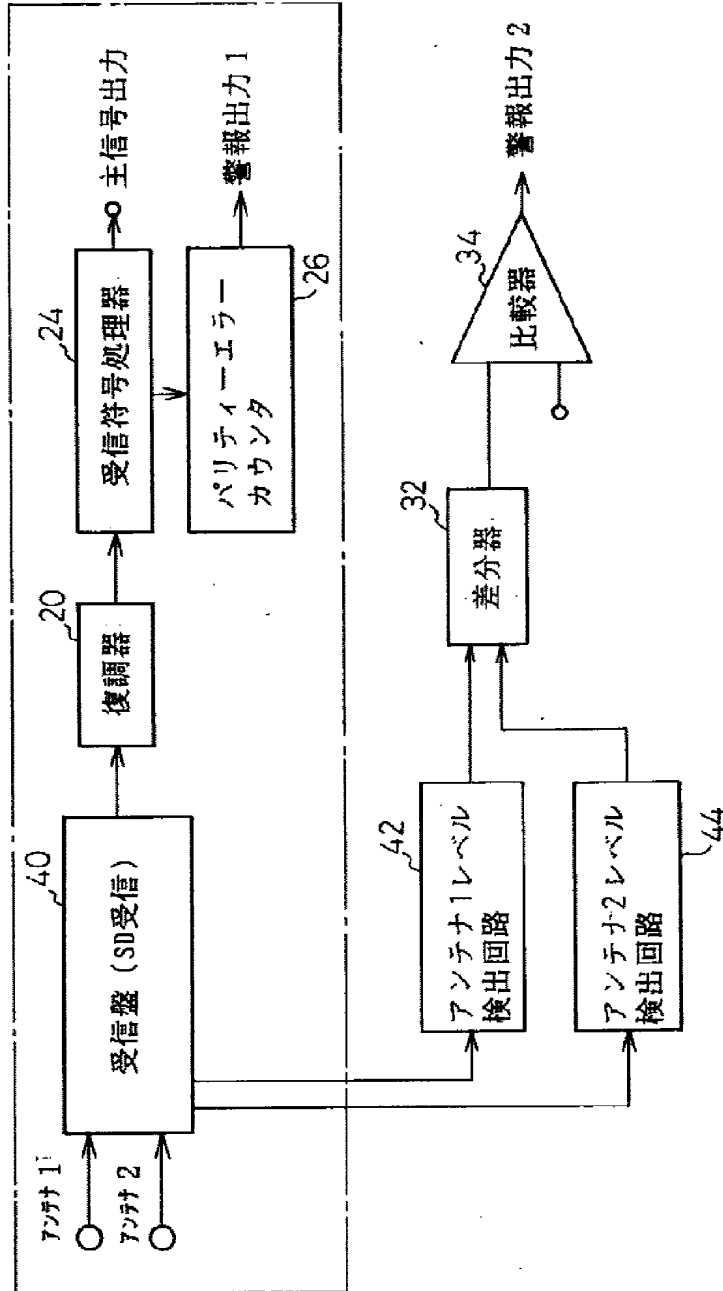 アンテナ1
アンテナ2
40
受信盤(SD受信)
20
復調器
24
受信符号処理器
主信号出力
パリティーエラー
カウンタ
26
警報出力1
42
アンテナ1レベル
検出回路
アンテナ2レベル
検出回路
44
32
差分器
34
比較器
警報出力2